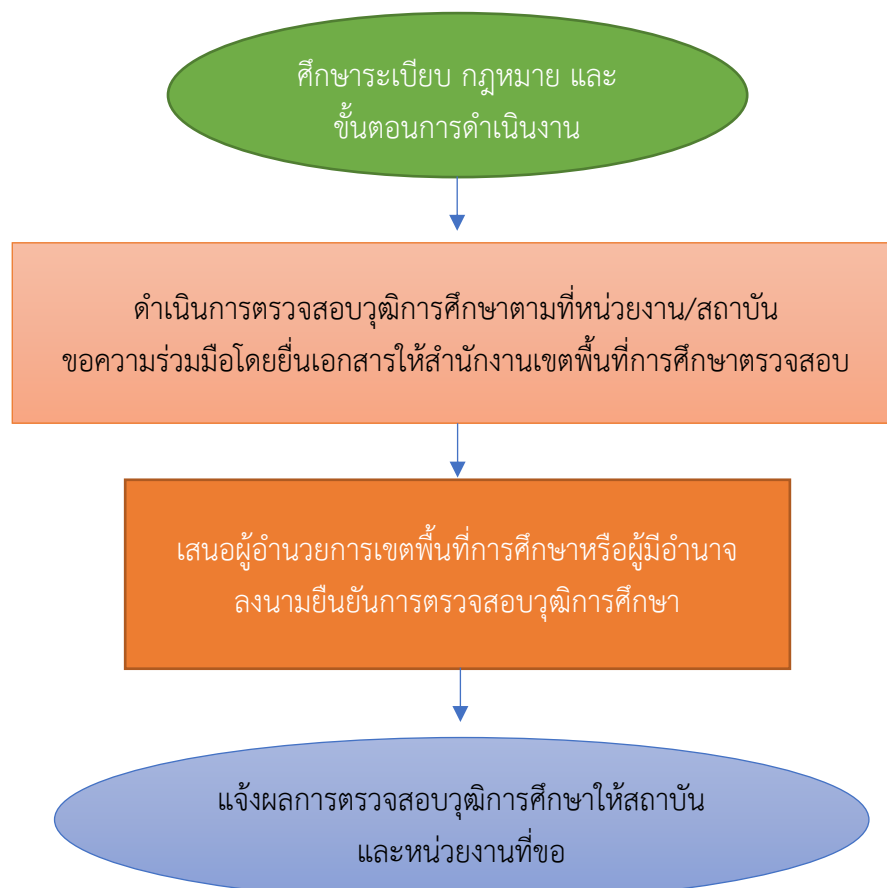 ศึกษาระเบียบ กฎหมาย และ
ขั้นตอนการดำเนินงาน
ดำเนินการตรวจสอบวุฒิการศึกษาตามที่หน่วยงาน/สถาบัน
ขอความร่วมมือโดยยื่นเอกสารให้สำนักงานเขตพื้นที่การศึกษาตรวจสอบ
เสนอผู้อำนวยการเขตพื้นที่การศึกษาหรือผู้มีอำนาจ
ลงนามยืนยันการตรวจสอบวุฒิการศึกษา
แจ้งผลการตรวจสอบวุฒิการศึกษาให้สถาบัน
และหน่วยงานที่ขอ